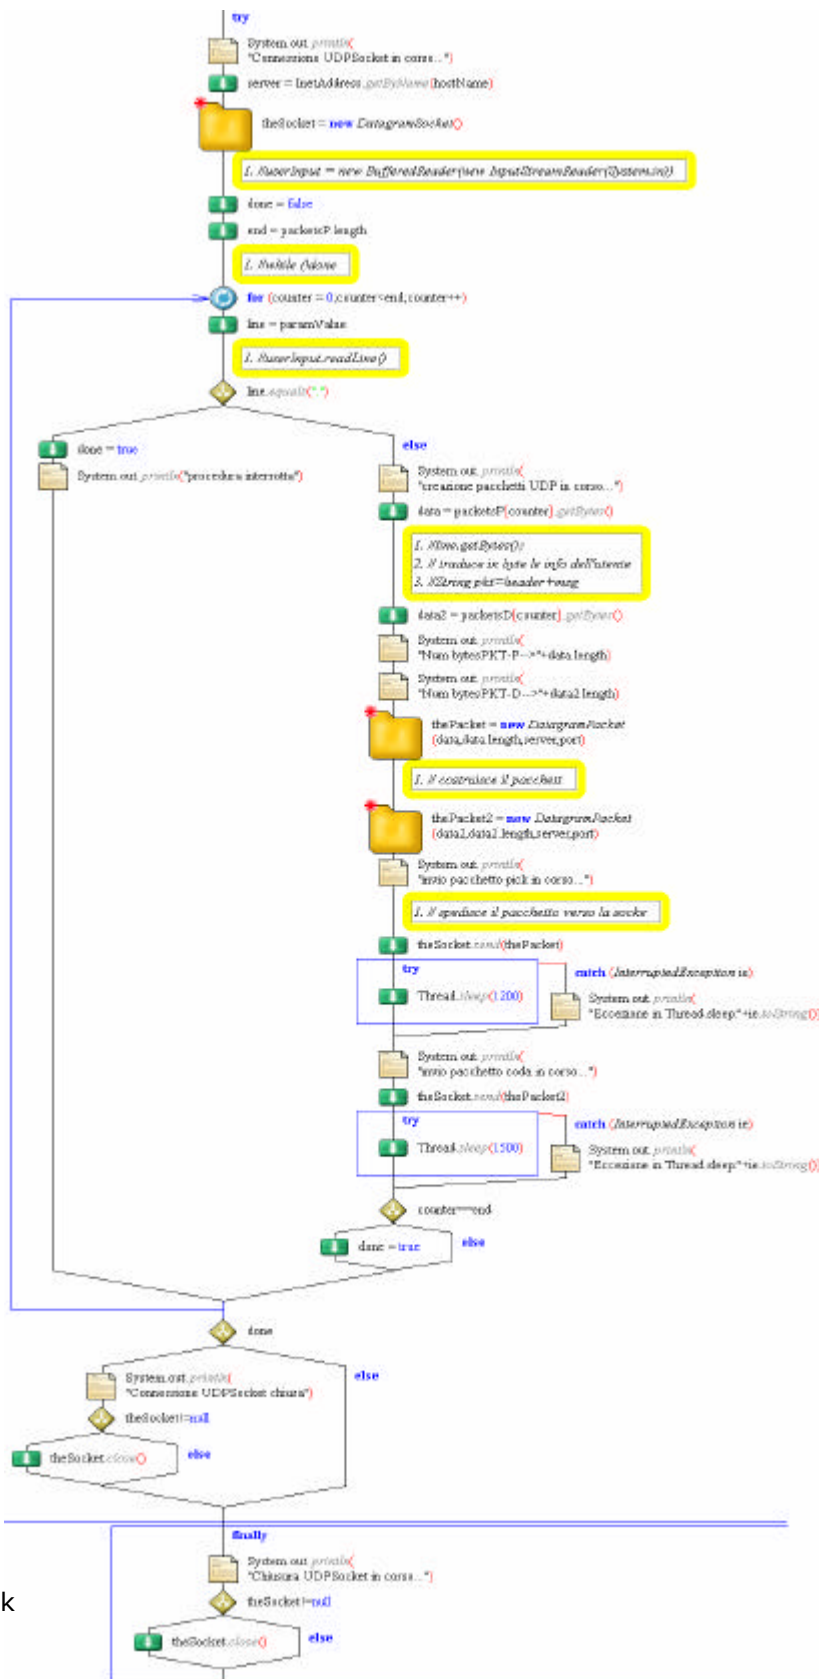 try
System.out.println(
"Connessione UDPSocket in corso...")
server = InetAddress.getByName(hostName)
theSocket = new DatagramSocket()
1. //userInput = new BufferedReader(new InputStreamReader(System.in))
done = false
end = packetsP.length
1. //while (!done
for (counter = 0;counter<end;counter++)
line = paramValue
1. //userInput.readLine()
line.equals(".")
done = true
System.out.println("procedura interrotta")
else
System.out.println(
"creazione pacchetti UDP in corso...")
data = packetsP[counter].getBytes()
1. //line.getBytes();
2. // traduce in byte le info dell'utente
3. //String pkt=header+msg
data2 = packetsD[counter].getBytes()
System.out.println(
"Num bytes PKT-P-->"+data.length)
System.out.println(
"Num bytes PKT-D-->"+data2.length)
thePacket = new DatagramPacket
(data,data.length,server,port)
1. // costruisce il pacchett
thePacket2 = new DatagramPacket
(data2,data2.length,server,port)
System.out.println(
"invio pacchetto pick in corso...")
1. // spedisce il pacchetto verso la socke
theSocket.send(thePacket)
try
Thread.sleep(1200)
catch (InterruptedException ie)
System.out.println(
"Eccezione in Thread.sleep:"+ie.toString())
System.out.println(
"invio pacchetto coda in corso...")
theSocket.send(thePacket2)
try
Thread.sleep(1500)
catch (InterruptedException ie)
System.out.println(
"Eccezione in Thread.sleep:"+ie.toString())
counter==end
done = true
else
done
System.out.println(
"Connessione UDPSocket chiusa")
else
theSocket!=null
theSocket.close()
else
finally
System.out.println(
"Chiusura UDPSocket in corso...")
k
theSocket!=null
theSocket.close()
else